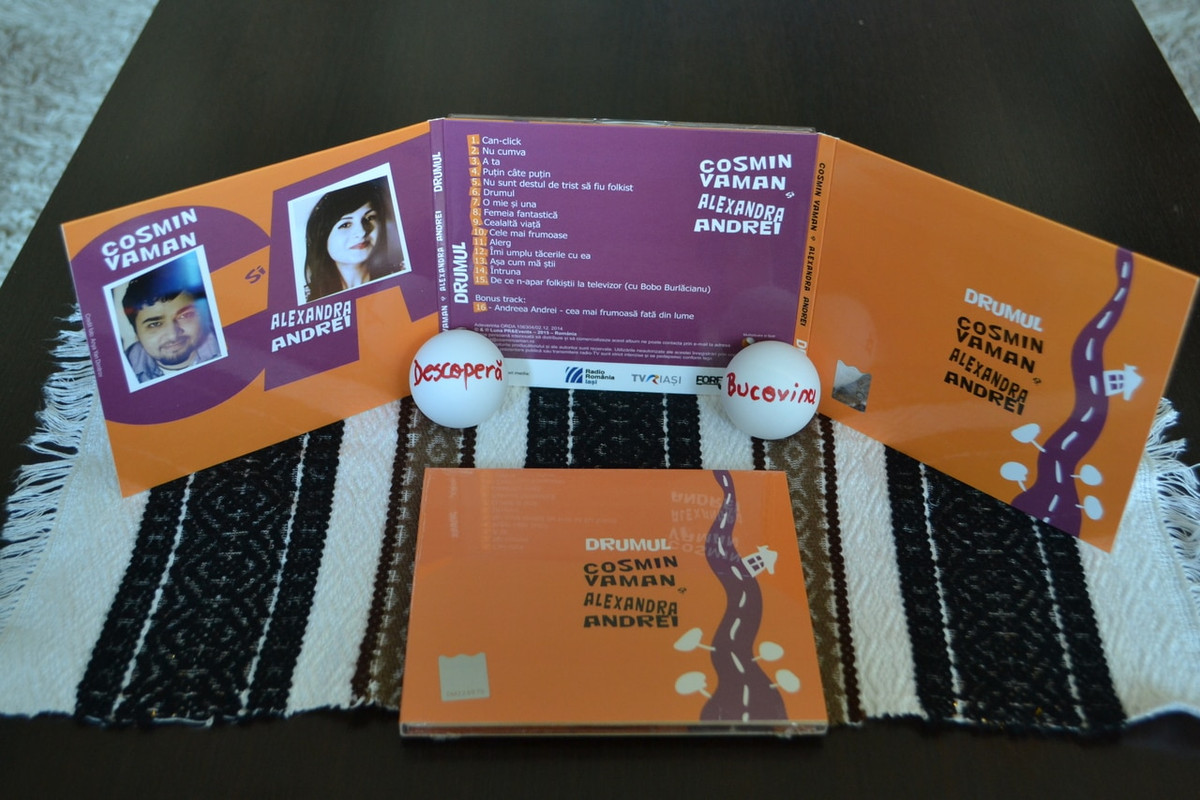 COSMIN
VAMAN
și
ALEXANDRA
ANDREI
DRUMUL
VAMAN și ALEXANDRA ANDREI
DRUMUL
1. Can-click
2. Nu cumva
3. A ta
4. Puțin câte puțin
5. Nu sunt destul de trist să fiu folkist
6. Drumul
7. O mie și una
8. Femeia fantastică
9. Cealaltă viață
10. Cele mai frumoase
11. Alerg
12. Îmi umplu tăcerile cu ea
13. Așa cum mă știi
14. Întruna
15. De ce n-apar folkiștii la televizor (cu Bobo Burlăcianu)
Bonus track:
16. - Andreea Andrei - cea mai frumoasă fată din lume
COSMIN
VAMAN și
ALEXANDRA
ANDREI
Radio
România
Iași
TVR IAȘI
COSMIN VAMAN și ALEXANDRA ANDREI
DRUMUL
COSMIN
VAMAN și
ALEXANDRA
ANDREI
Descoperă
Bucovina
DRUMUL
COSMIN
VAMAN și
ALEXANDRA
ANDREI